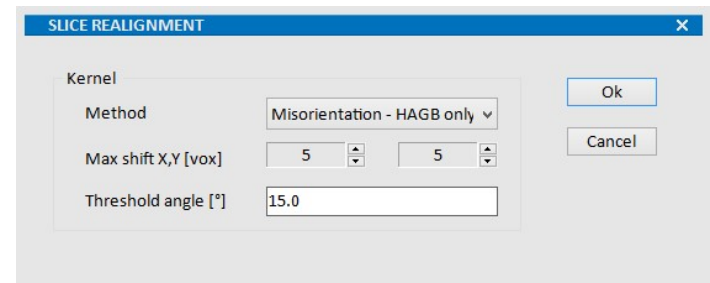 SLICE REALIGNMENT
Kernel
Method Misorientation - HAGB only
Max shift X,Y [vox] 5 5
Threshold angle [°] 15.0
Ok
Cancel